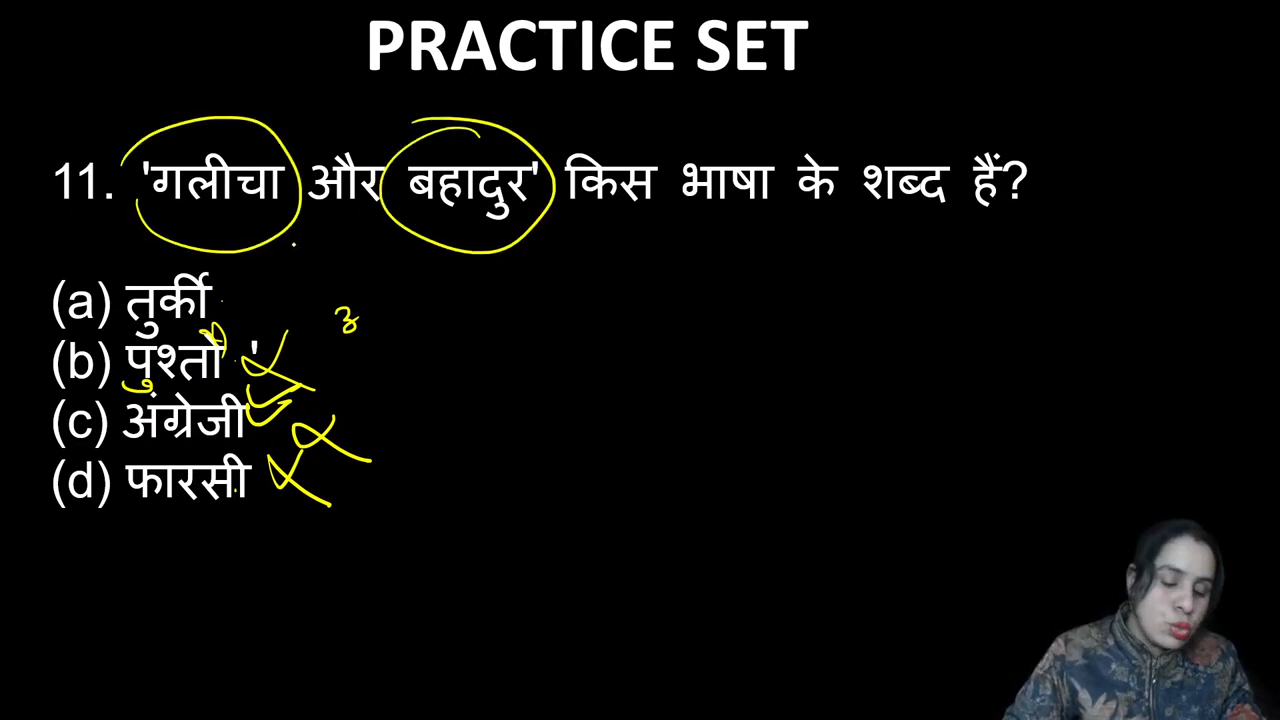 PRACTICE SET
11. 'गलीचा और बहादुर' किस भाषा के शब्द हैं?
(a) तुर्की
(b) पुश्तो '
(c) अंग्रेजी
(d) फारसी